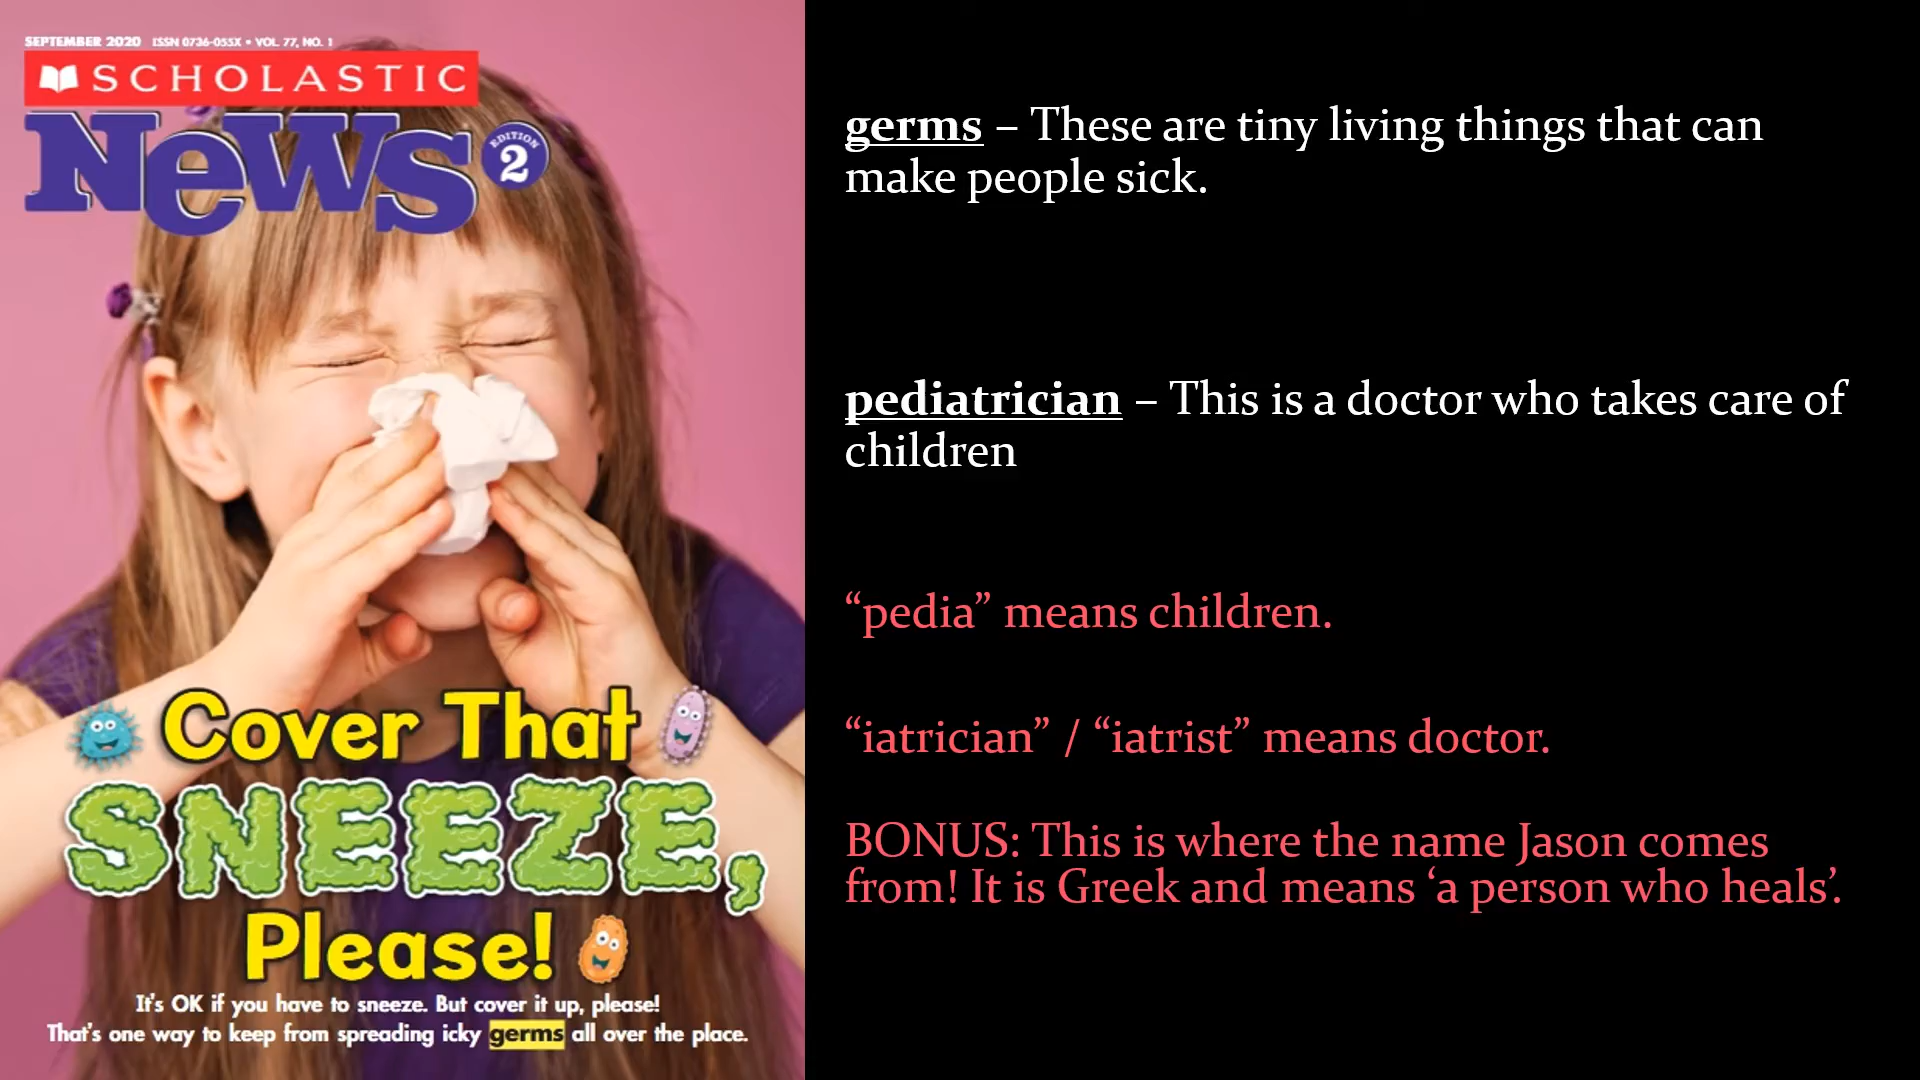 SEPTEMBER 2020 ISSN 0736-055X • VOL. 77, NO. 1
SCHOLASTIC
News
EDITION
2
Cover That
SNEEZE,
Please!
It's OK if you have to sneeze. But cover it up, please!
That's one way to keep from spreading icky germs all over the place.
germs – These are tiny living things that can
make people sick.
pediatrician – This is a doctor who takes care of
children
“pedia” means children.
“iatrician” / “iatrist” means doctor.
BONUS: This is where the name Jason comes
from! It is Greek and means ‘a person who heals’.